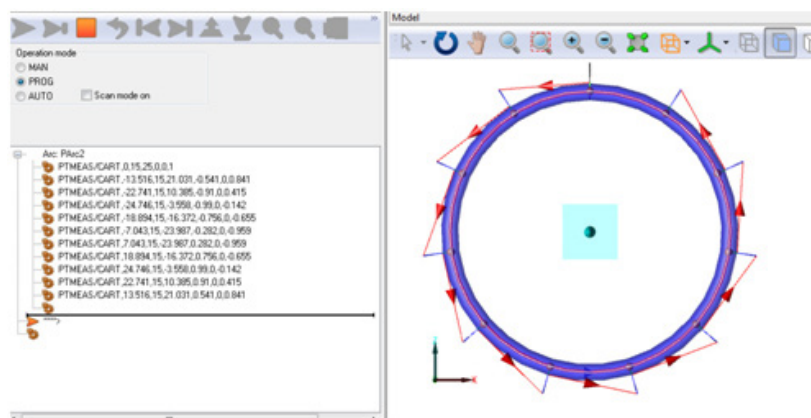 Model
Operation mode
MAN
PROG
AUTO
Scan mode on
Arc: PArc2
PTMEAS/CART,0,15,25,0,0,1
PTMEAS/CART,-13.516,15,21.031,-0.541,0,0.841
PTMEAS/CART,-22.741,15,10.385,-0.91,0,0.415
PTMEAS/CART,-24.746,15,-3.558,-0.99,0,-0.142
PTMEAS/CART,-18.894,15,-16.372,-0.756,0,-0.655
PTMEAS/CART,-7.043,15,-23.987,-0.282,0,-0.959
PTMEAS/CART,7.043,15,-23.987,0.282,0,-0.959
PTMEAS/CART,18.894,15,-16.372,0.756,0,-0.655
PTMEAS/CART,24.746,15,-3.558,0.99,0,-0.142
PTMEAS/CART,22.741,15,10.385,0.91,0,0.415
PTMEAS/CART,13.516,15,21.031,0.541,0,0.841